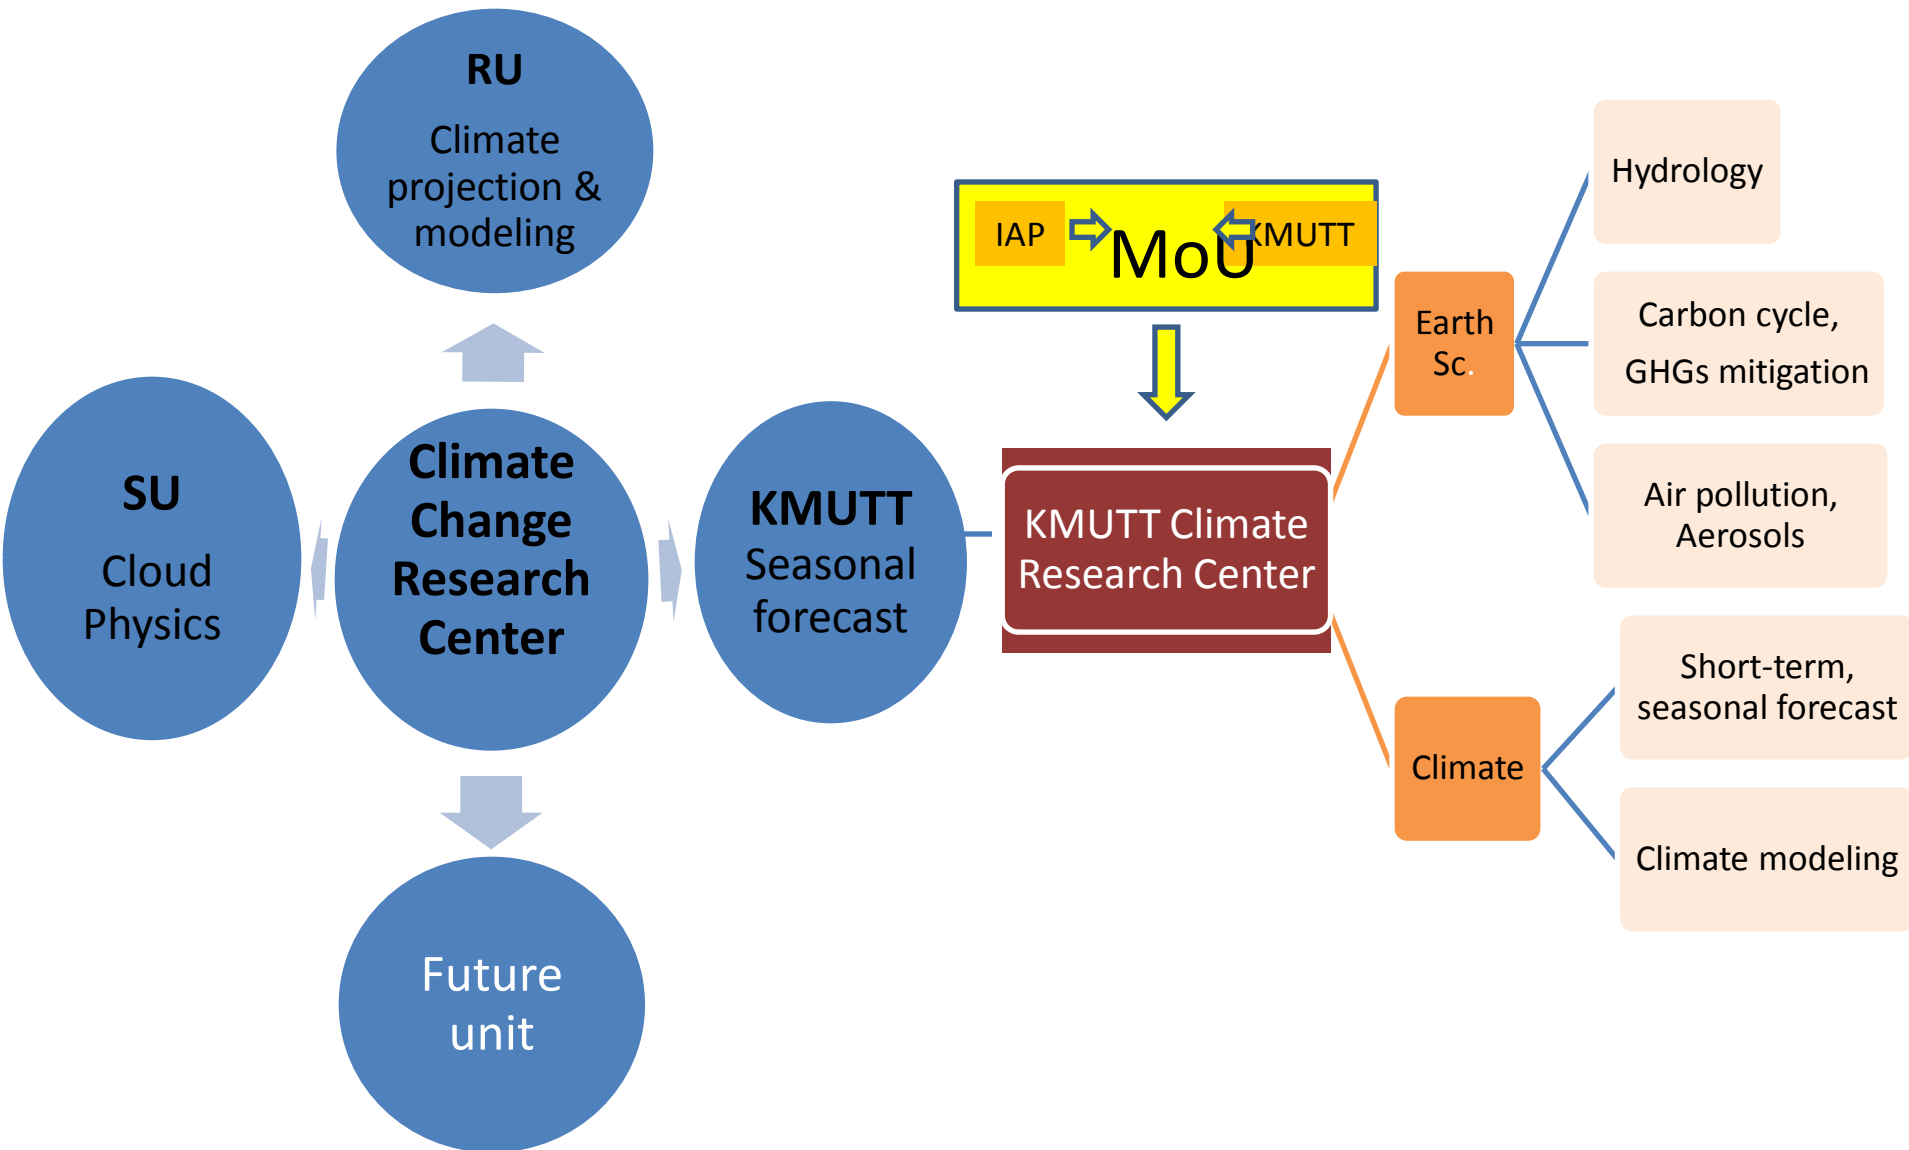 RU
Climate
projection &
modeling
SU
Cloud
Physics
Climate
Change
Research
Center
KMUTT
Seasonal
forecast
Future
unit
IAP
MoU
KMUTT
KMUTT Climate
Research Center
Earth
Sc.
Hydrology
Carbon cycle,
GHGs mitigation
Air pollution,
Aerosols
Climate
Short-term,
seasonal forecast
Climate modeling